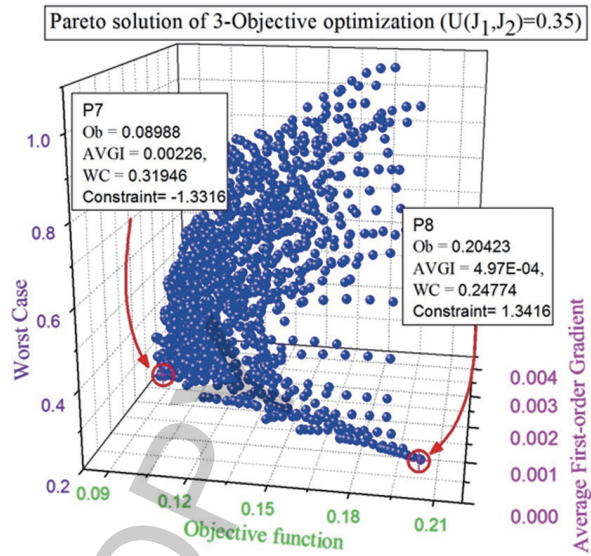 Pareto solution of 3-Objective optimization (U(J1,J2)=0.35)
P7
Ob = 0.08988
AVGI = 0.00226,
WC = 0.31946
Constraint= -1.3316
P8
Ob = 0.20423
AVGI = 4.97E-04,
WC = 0.24774
Constraint= 1.3416
Worst Case
1.0
0.8
0.6
0.4
0.2
0.09
0.12
0.15
0.18
0.21
Objective function
0.004
0.003
0.002
0.001
0.000
Average First-order Gradient